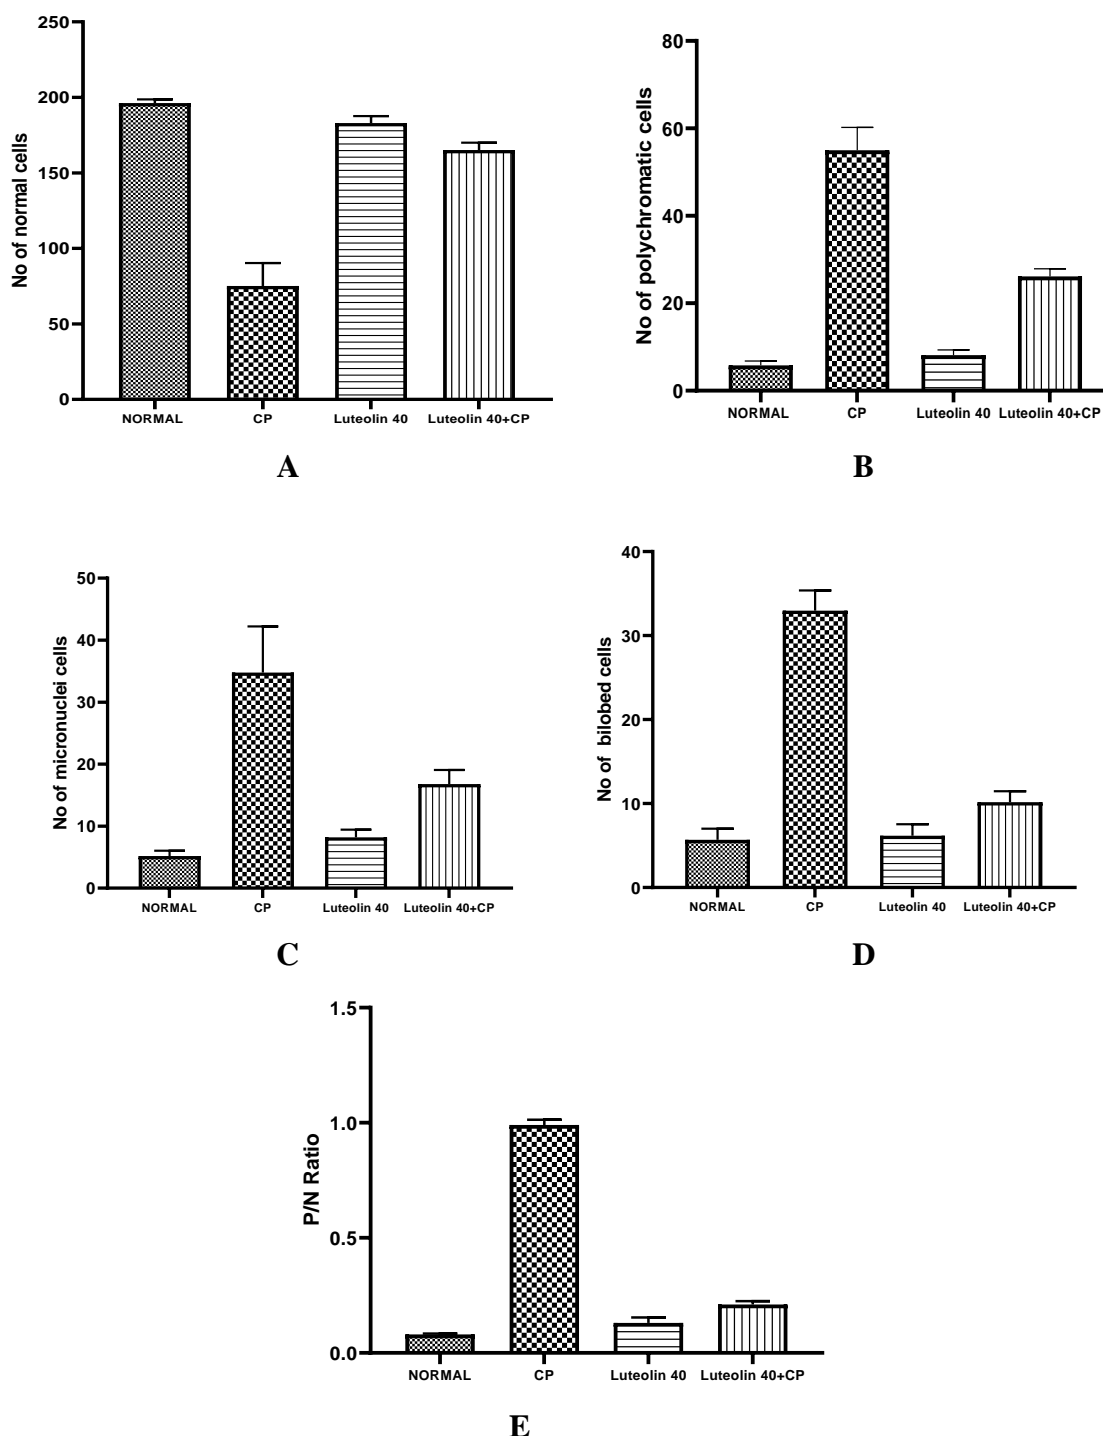 No of normal cells
250
200
150
100
50
0
NORMAL CP Luteolin 40 Luteolin 40+CP
A
No of polychromatic cells
80
60
40
20
0
NORMAL CP Luteolin 40 Luteolin 40+CP
B
No of micronuclei cells
50
40
30
20
10
0
NORMAL CP Luteolin 40 Luteolin 40+CP
C
No of bilobed cells
40
30
20
10
0
NORMAL CP Luteolin 40 Luteolin 40+CP
D
P/N Ratio
1.5
1.0
0.5
0.0
NORMAL CP Luteolin 40 Luteolin 40+CP
E